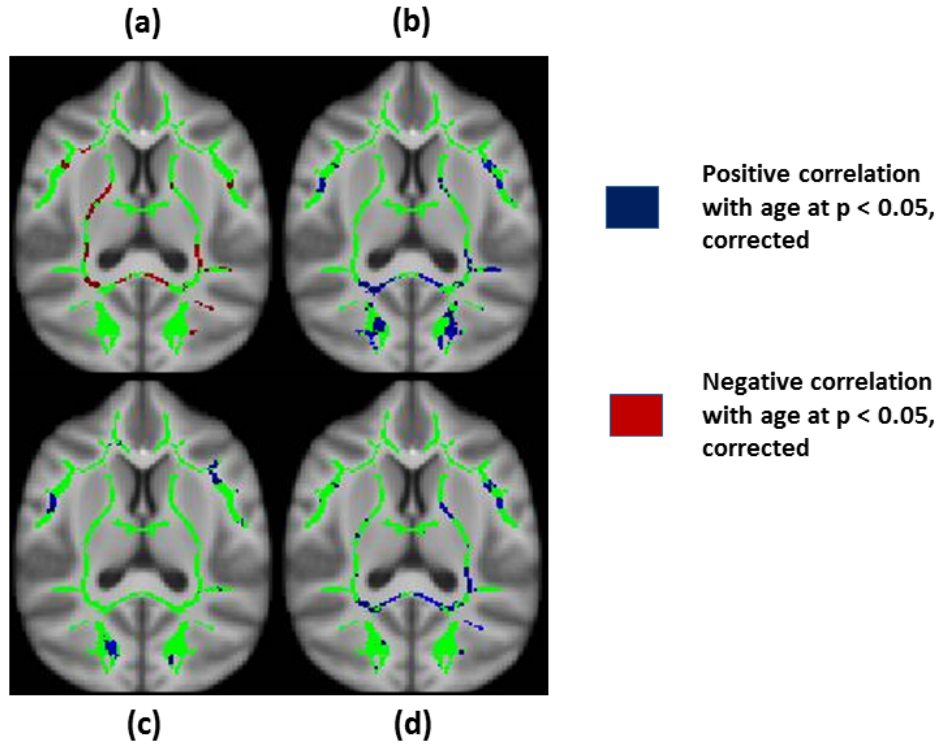 (a)
(b)
Positive correlation
with age at p < 0.05,
corrected
Negative correlation
with age at p < 0.05,
corrected
(c)
(d)